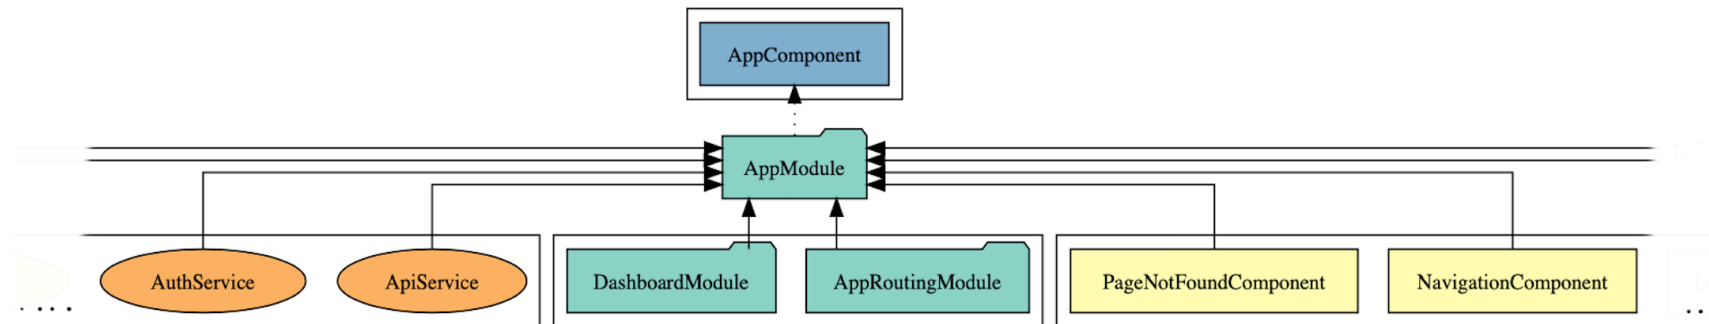 AppComponent
AppModule
AuthService
ApiService
DashboardModule
AppRoutingModule
PageNotFoundComponent
NavigationComponent